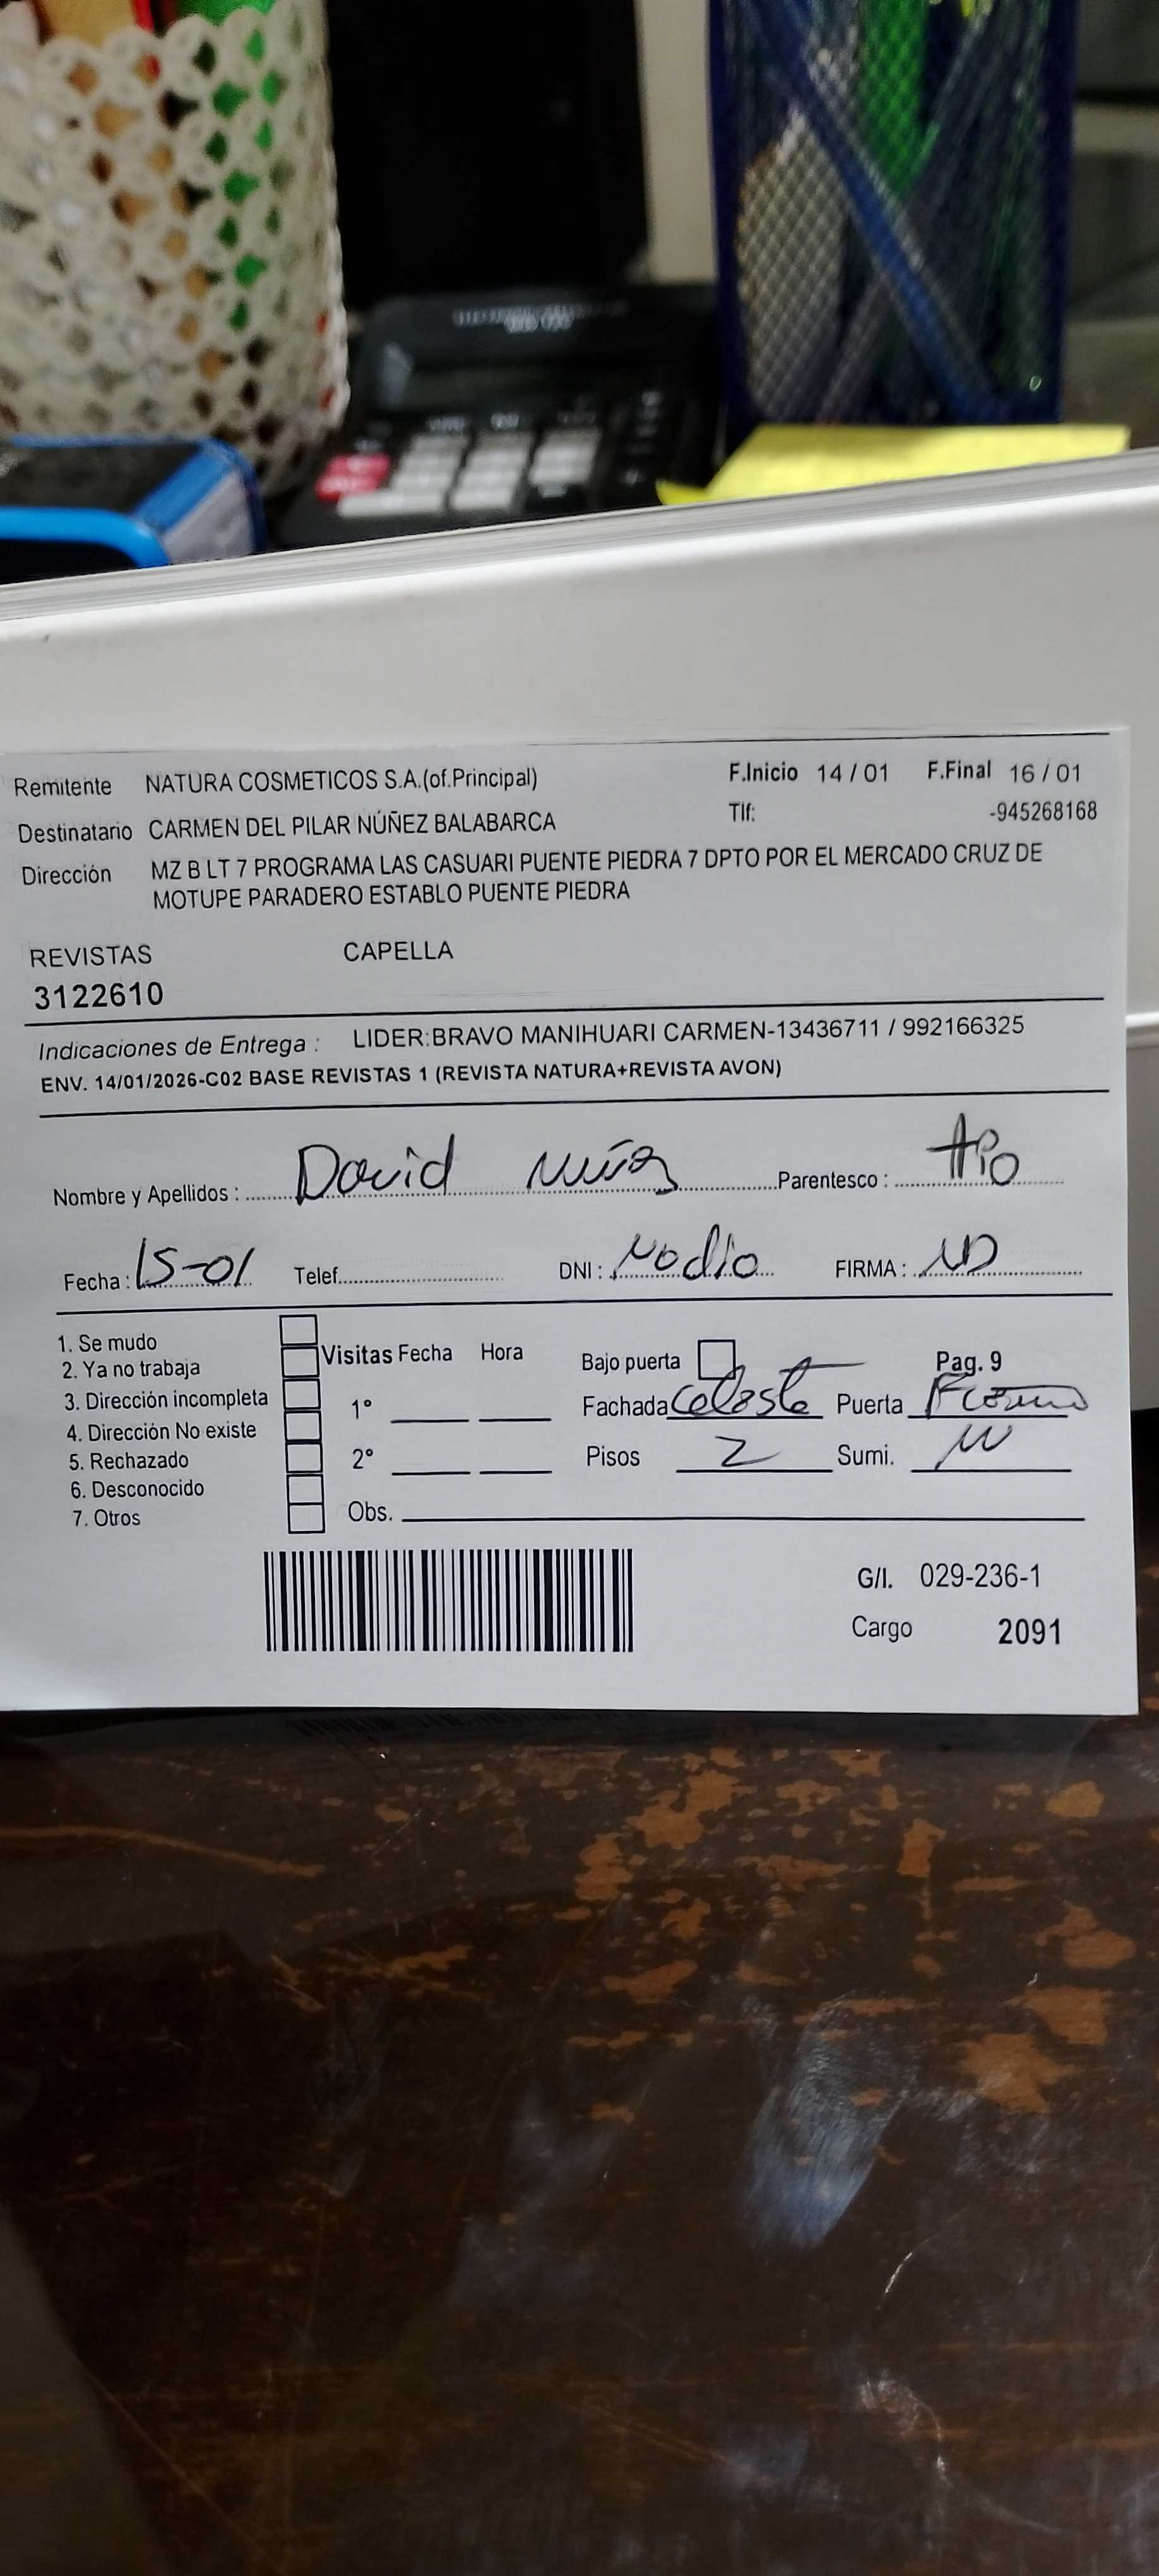 Remitente NATURA COSMETICOS S.A.(of.Principal) F.Inicio 14 / 01 F.Final 16 / 01
Destinatario CARMEN DEL PILAR NÚÑEZ BALABARCA Tlf: -945268168
Dirección MZ B LT 7 PROGRAMA LAS CASUARI PUENTE PIEDRA 7 DPTO POR EL MERCADO CRUZ DE
MOTUPE PARADERO ESTABLO PUENTE PIEDRA
REVISTAS CAPELLA
3122610
Indicaciones de Entrega : LIDER:BRAVO MANIHUARI CARMEN-13436711 / 992166325
ENV. 14/01/2026-C02 BASE REVISTAS 1 (REVISTA NATURA+REVISTA AVON)
Nombre y Apellidos : David Parentesco :
Fecha : 15-01 Telef. DNI : No dio FIRMA :
1. Se mudo
2. Ya no trabaja
3. Dirección incompleta
4. Dirección No existe
5. Rechazado
6. Desconocido
7. Otros
Visitas Fecha Hora
1°
2°
Obs.
Bajo puerta Pag. 9
Fachada Celeste Puerta
Pisos 2 Sumi.
G/I. 029-236-1
Cargo 2091